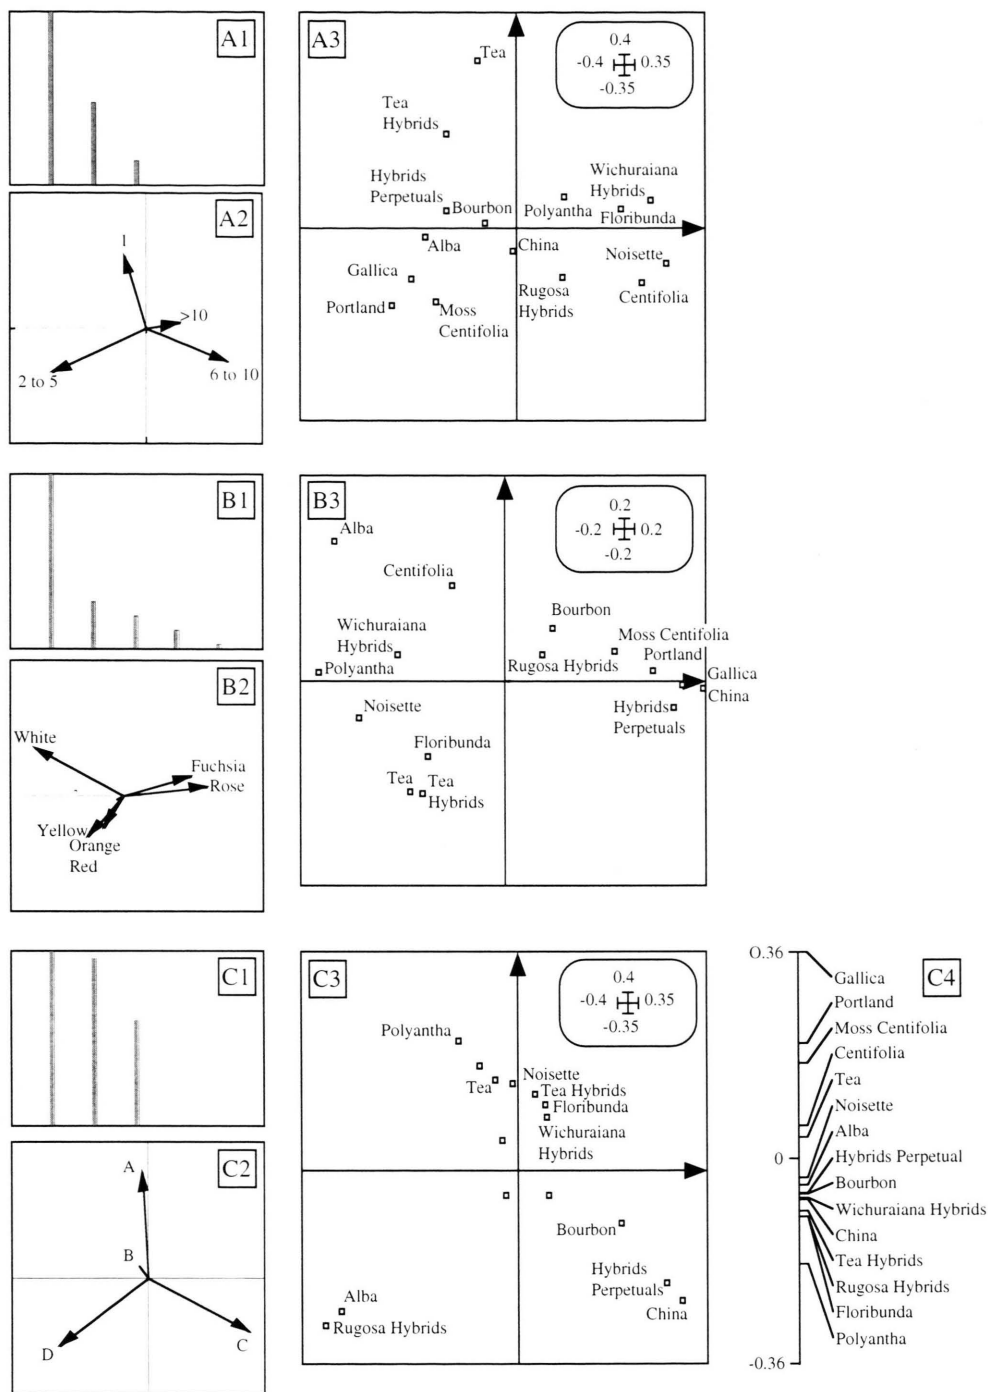 A1
A2
1
>10
2 to 5
6 to 10
A3
0.4
-0.4
0.35
-0.35
Tea
Tea
Hybrids
Hybrids
Perpetuals
Bourbon
Polyantha
Wichuraiana
Hybrids
Floribunda
Alba
China
Noisette
Gallica
Rugosa
Hybrids
Centifolia
Portland
Moss
Centifolia
B1
B2
White
Fuchsia
Rose
Yellow
Orange
Red
B3
0.2
-0.2
0.2
-0.2
Alba
Centifolia
Bourbon
Wichuraiana
Hybrids
Moss Centifolia
Rugosa Hybrids
Portland
Polyantha
Gallica
China
Noisette
Hybrids
Perpetuals
Floribunda
Tea
Tea
Hybrids
C1
C2
A
B
D
C
C3
0.4
-0.4
0.35
-0.35
Polyantha
Noisette
Tea
Tea Hybrids
Floribunda
Wichuraiana
Hybrids
Bourbon
Hybrids
Perpetuals
Alba
China
Rugosa Hybrids
C4
O.36
0
-0.36
Gallica
Portland
Moss Centifolia
Centifolia
Tea
Noisette
Alba
Hybrids Perpetual
Bourbon
Wichuraiana Hybrids
China
Tea Hybrids
Rugosa Hybrids
Floribunda
Polyantha